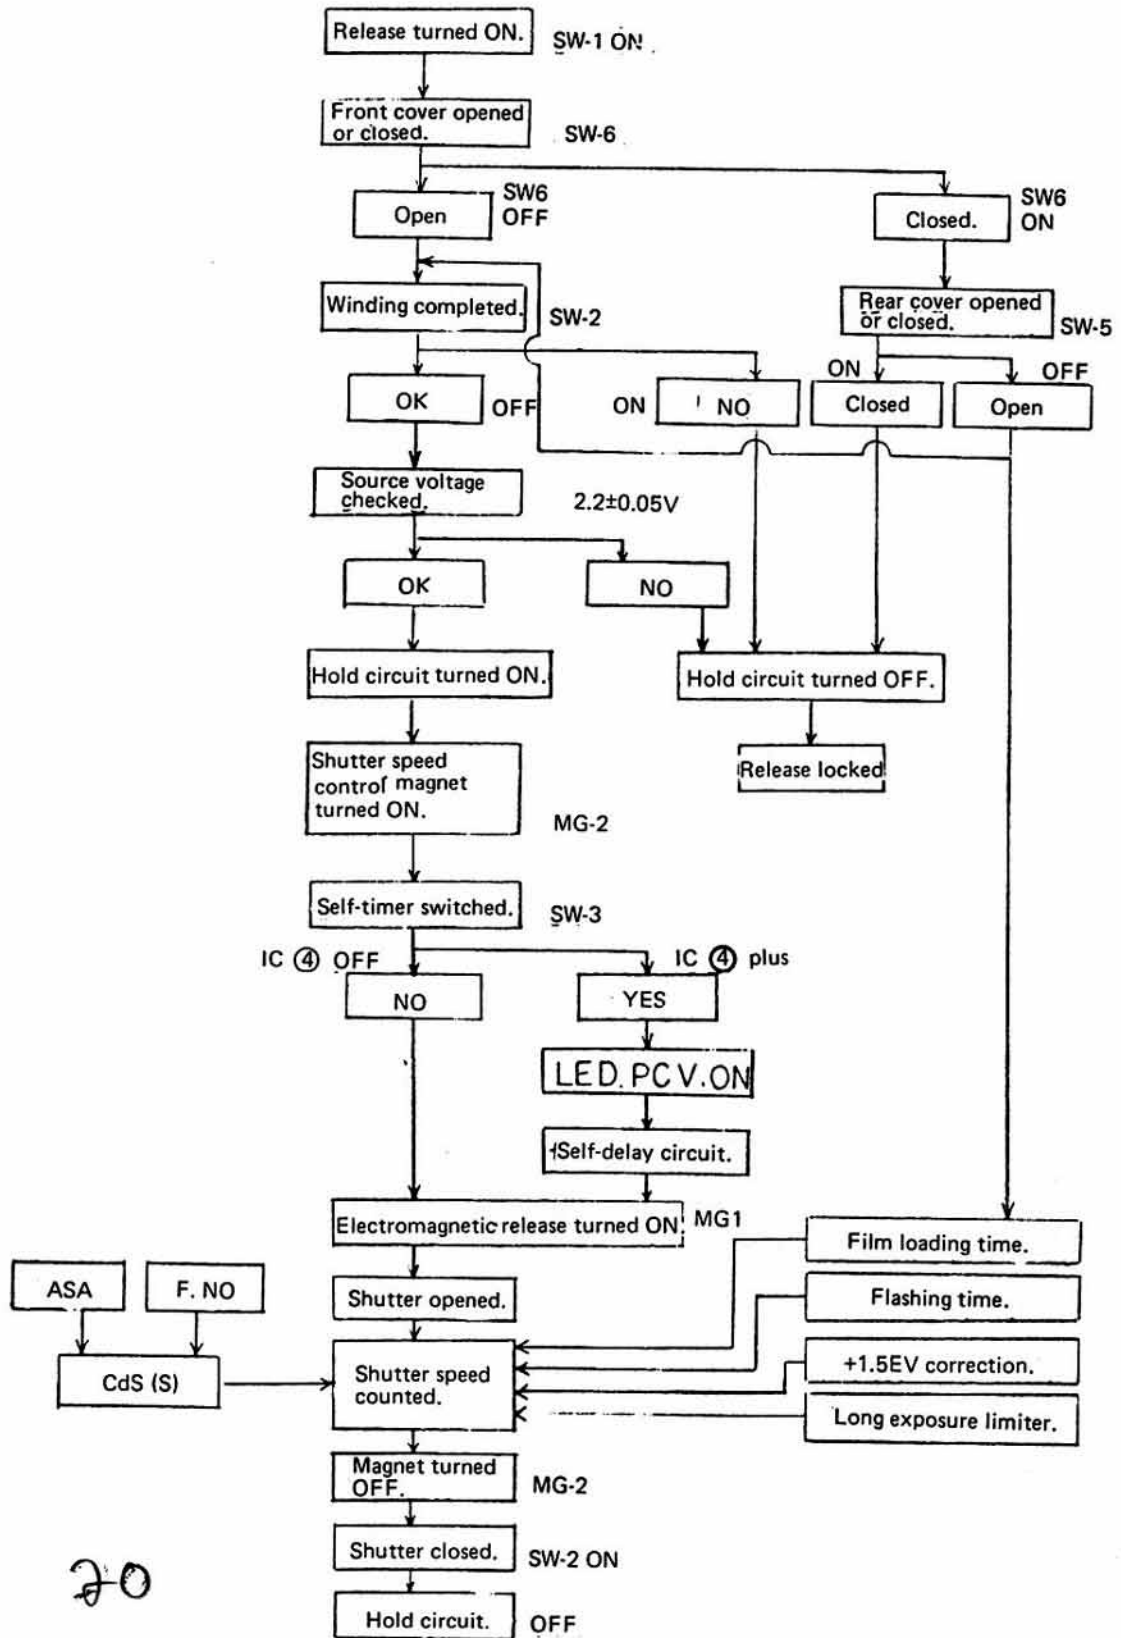 Release turned ON.
SW-1 ON
Front cover opened
or closed.
SW-6
Open
SW6
OFF
Closed.
SW6
ON
Winding completed.
SW-2
Rear cover opened
or closed.
SW-5
OK
OFF
ON
NO
ON
Closed
OFF
Open
Source voltage
checked.
2.2±0.05V
OK
NO
Hold circuit turned ON.
Hold circuit turned OFF.
Shutter speed
control magnet
turned ON.
MG-2
Release locked
Self-timer switched.
SW-3
IC ④ OFF
NO
IC ④ plus
YES
LED. PCV. ON
Self-delay circuit.
Electromagnetic release turned ON.
MG1
Film loading time.
ASA
F. NO
Shutter opened.
Flashing time.
CdS (S)
Shutter speed
counted.
+1.5EV correction.
Long exposure limiter.
Magnet turned
OFF.
MG-2
Shutter closed.
SW-2 ON
Hold circuit.
OFF
20